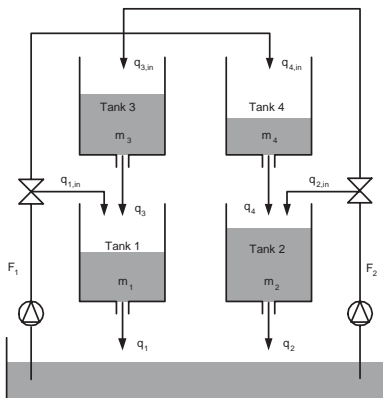 q3,in
q4,in
Tank 3
Tank 4
m3
m4
q1,in
q2,in
q3
q4
Tank 1
Tank 2
F1
F2
m1
m2
q1
q2